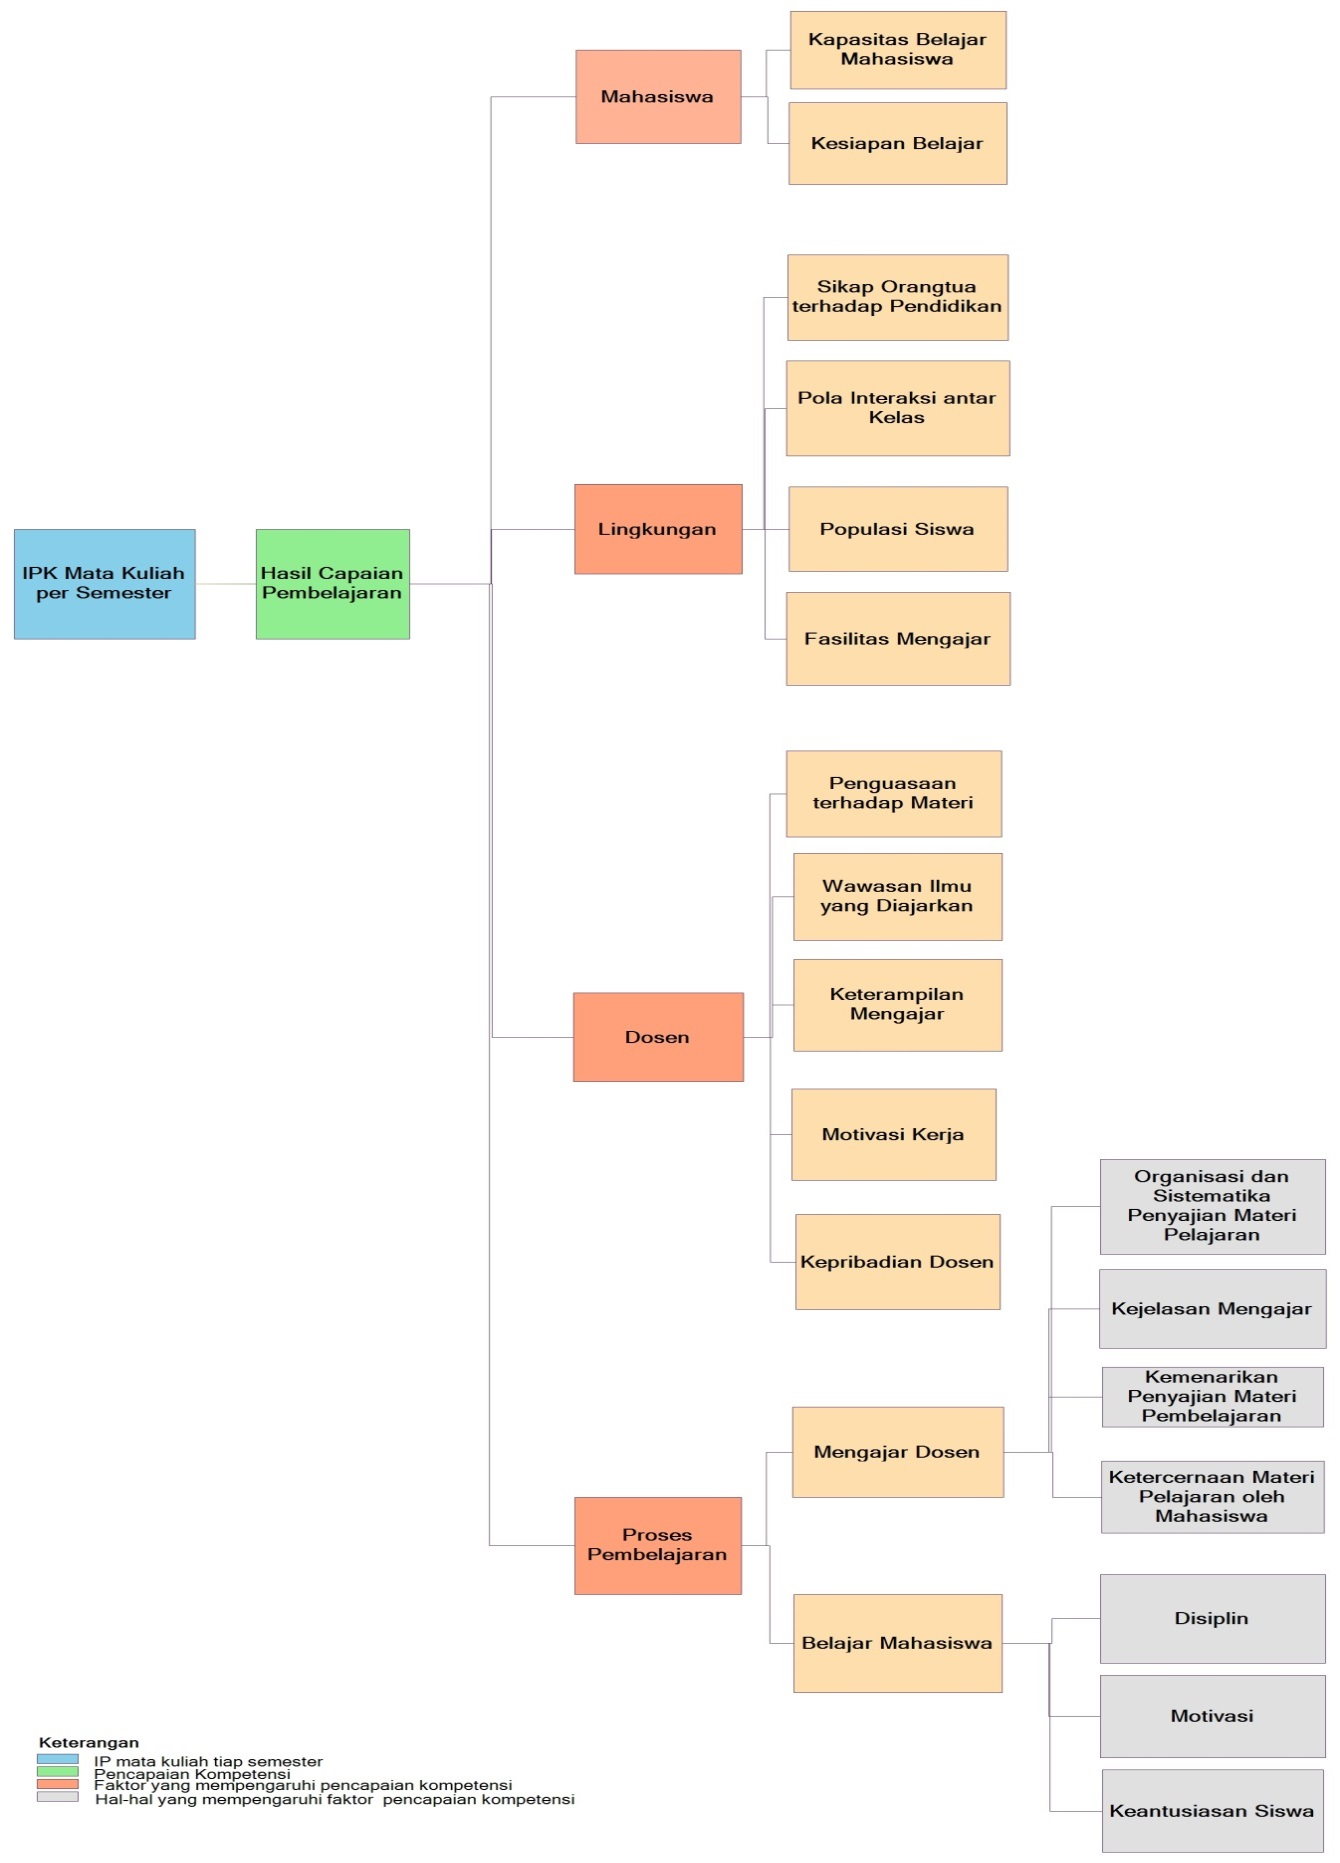 Kapasitas Belajar
Mahasiswa
Mahasiswa
Kesiapan Belajar
Sikap Orangtua
terhadap Pendidikan
Pola Interaksi antar
Kelas
Lingkungan
Populasi Siswa
IPK Mata Kuliah
per Semester
Hasil Capaian
Pembelajaran
Fasilitas Mengajar
Penguasaan
terhadap Materi
Wawasan Ilmu
yang Diajarkan
Keterampilan
Mengajar
Dosen
Motivasi Kerja
Kepribadian Dosen
Organisasi dan
Sistematika
Penyajian Materi
Pelajaran
Kejelasan Mengajar
Kemenarikan
Penyajian Materi
Pembelajaran
Mengajar Dosen
Ketercernaan Materi
Pelajaran oleh
Mahasiswa
Proses
Pembelajaran
Belajar Mahasiswa
Disiplin
Motivasi
Keantusiasan Siswa
Keterangan
IP mata kuliah tiap semester
Pencapaian Kompetensi
Faktor yang mempengaruhi pencapaian kompetensi
Hal-hal yang mempengaruhi faktor pencapaian kompetensi